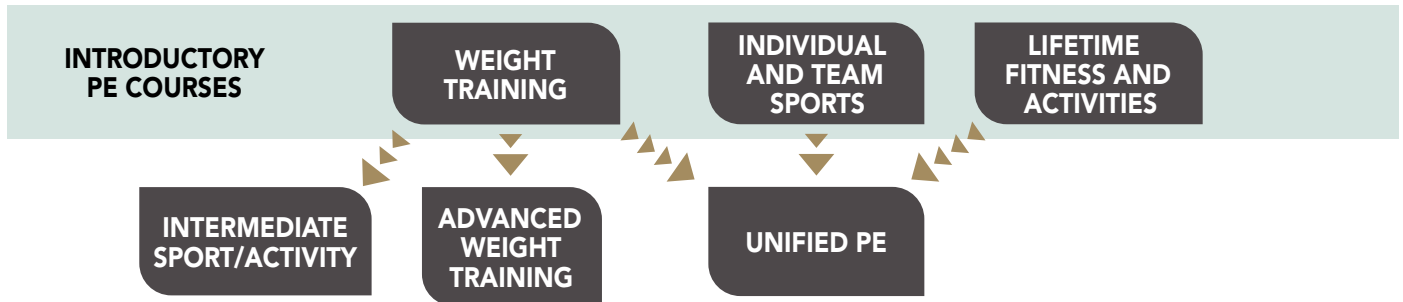 INTRODUCTORY
PE COURSES
WEIGHT
TRAINING
INDIVIDUAL
AND TEAM
SPORTS
LIFETIME
FITNESS AND
ACTIVITIES
INTERMEDIATE
SPORT/ACTIVITY
ADVANCED
WEIGHT
TRAINING
UNIFIED PE